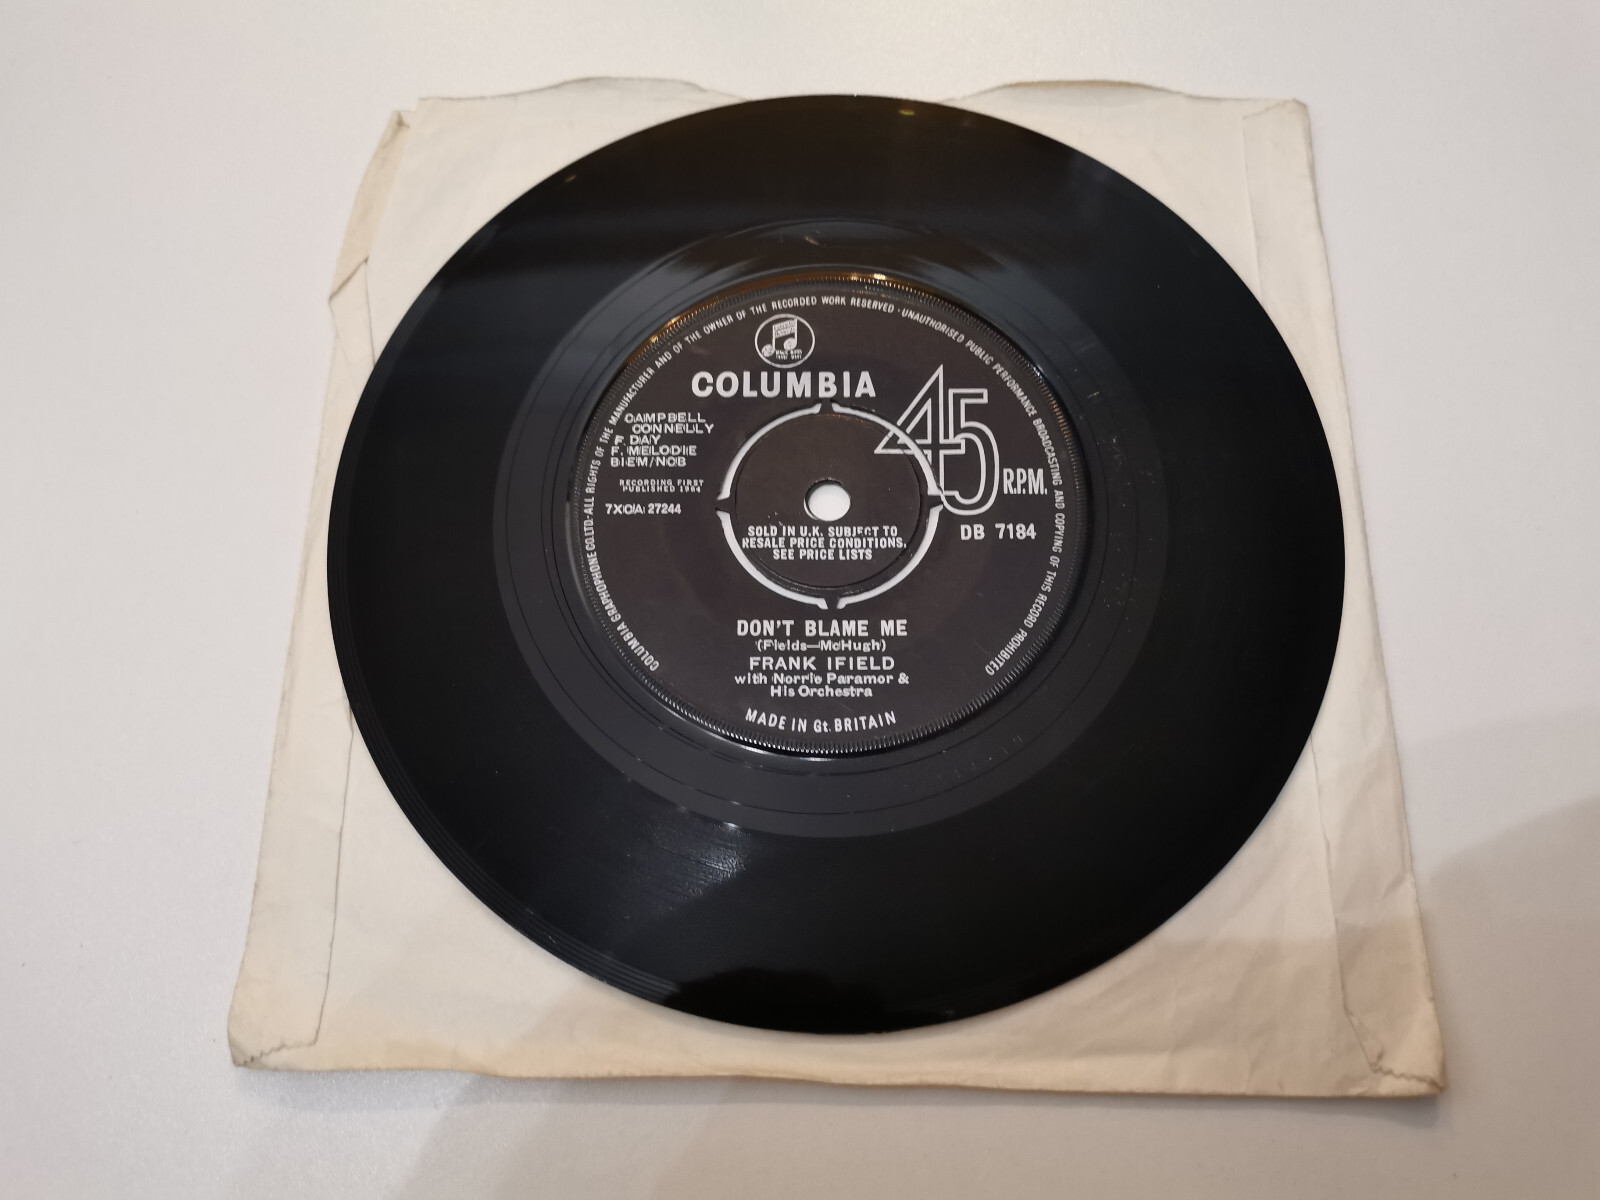 COLUMBIA GRAPHOPHONE CO. LTD·ALL RIGHTS OF THE MANUFACTURER AND OF THE OWNER OF THE RECORDED WORK RESERVED·UNAUTHORISED PUBLIC PERFORMANCE BROADCASTING AND COPYING OF THIS RECORD PROHIBITED
COLUMBIA
45
R.P.M.
CAMPBELL
CONNELLY
F. DAY
F. MELODIE
BIEM/NCB
RECORDING FIRST
PUBLISHED 1964
7XCA 27244
DB 7184
SOLD IN U.K. SUBJECT TO
RESALE PRICE CONDITIONS,
SEE PRICE LISTS
DON'T BLAME ME
(Fields—McHugh)
FRANK IFIELD
with Norrie Paramor &
His Orchestra
MADE IN Gt. BRITAIN